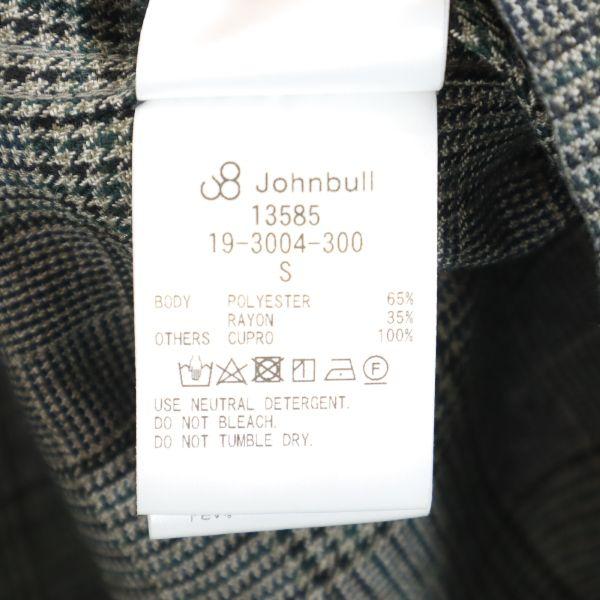 Johnbull
13585
19-3004-300
S
BODY POLYESTER 65%
RAYON 35%
OTHERS CUPRO 100%
F
USE NEUTRAL DETERGENT.
DO NOT BLEACH.
DO NOT TUMBLE DRY.